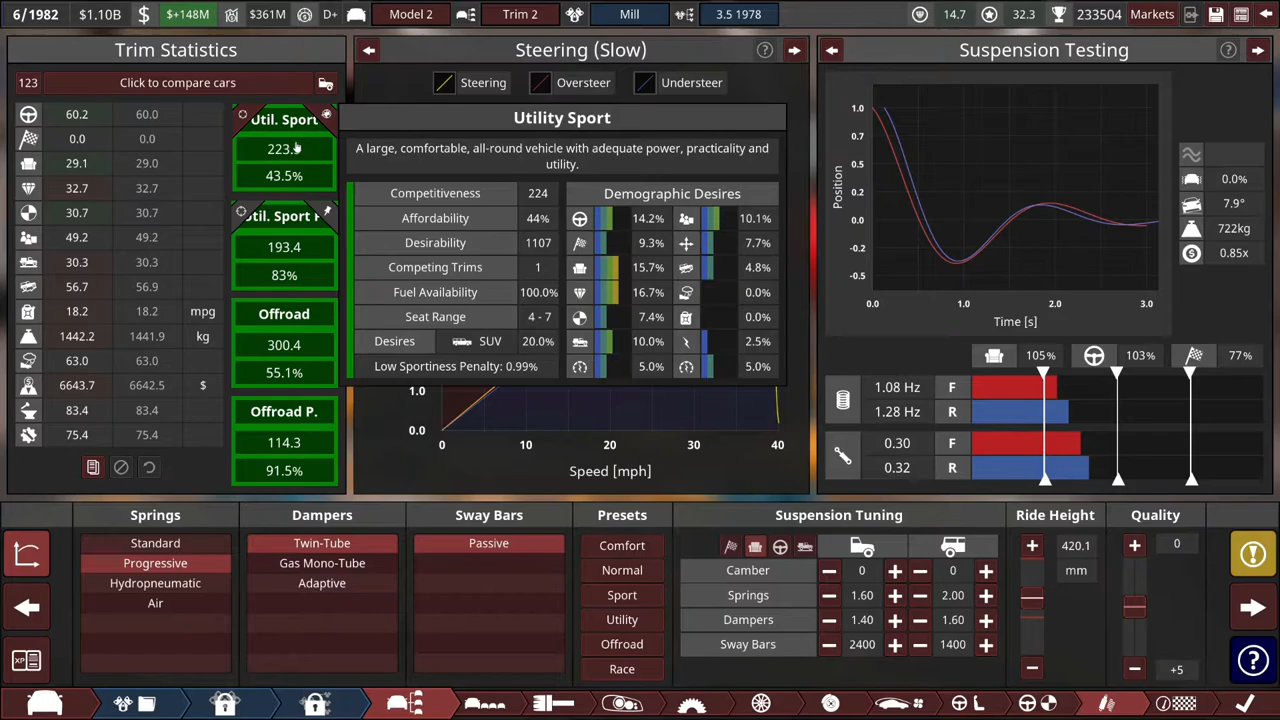 6/1982 $1.10B $+148M $361M D+ Model 2 Trim 2 Mill 3.5 1978 14.7 32.3 233504 Markets
Trim Statistics
123 Click to compare cars
60.2 60.0
0.0 0.0
29.1 29.0
32.7 32.7
30.7 30.7
49.2 49.2
30.3 30.3
56.7 56.9
18.2 18.2 mpg
1442.2 1441.9 kg
63.0 63.0
6643.7 6642.5 $
83.4 83.4
75.4 75.4
Util. Sport
43.5%
193.4
83%
Offroad
300.4
55.1%
Offroad P.
114.3
91.5%
Steering (Slow)
Steering Oversteer Understeer
Utility Sport
A large, comfortable, all-round vehicle with adequate power, practicality and
utility.
Competitiveness 224
Affordability 44%
Desirability 1107
Competing Trims 1
Fuel Availability 100.0%
Seat Range 4 - 7
Desires SUV 20.0%
Low Sportiness Penalty: 0.99%
Demographic Desires
14.2% 10.1%
9.3% 7.7%
15.7% 4.8%
16.7% 0.0%
7.4% 0.0%
10.0% 2.5%
5.0% 5.0%
1.0
0.0
0 10 20 30 40
Speed [mph]
Suspension Testing
Position
1.0
0.7
0.5
0.2
0.0
-0.2
-0.5
0.0 1.0 2.0 3.0
Time [s]
0.0%
7.9°
722kg
0.85x
105% 103% 77%
1.08 Hz F
1.28 Hz R
0.30 F
0.32 R
Springs
Standard
Progressive
Hydropneumatic
Air
Dampers
Twin-Tube
Gas Mono-Tube
Adaptive
Sway Bars
Passive
Presets
Comfort
Normal
Sport
Utility
Offroad
Race
Suspension Tuning
Camber − 0 + − 0 +
Springs − 1.60 + − 2.00 +
Dampers − 1.40 + − 1.60 +
Sway Bars − 2400 + − 1400 +
Ride Height
+ 420.1
mm
−
Quality
+ 0
− +5
XP